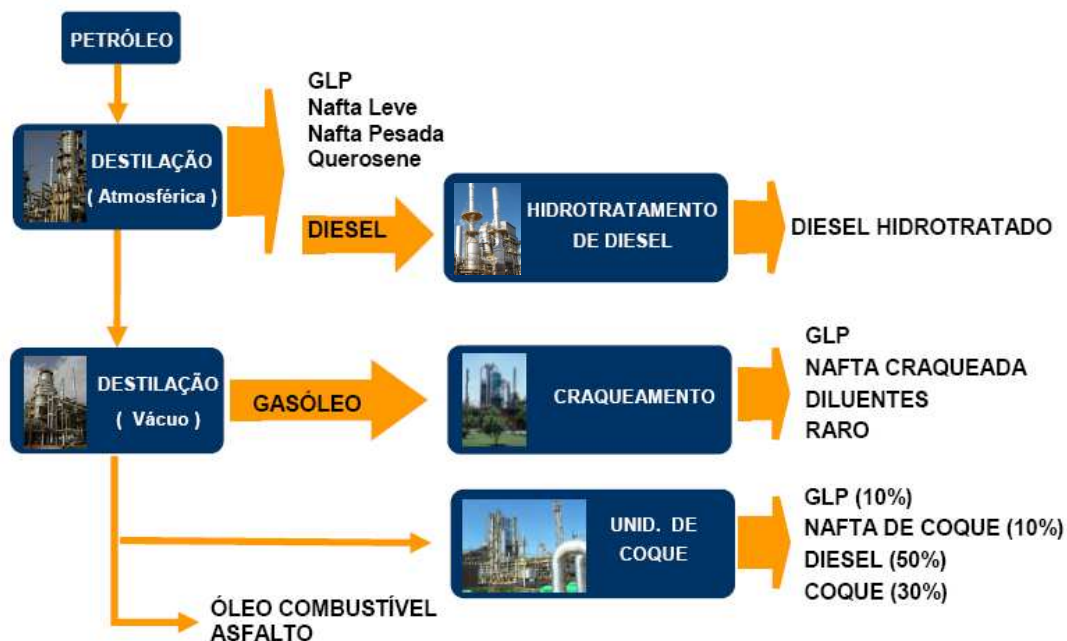 PETRÓLEO
DESTILAÇÃO
( Atmosférica )
GLP
Nafta Leve
Nafta Pesada
Querosene
DIESEL
HIDROTRATAMENTO
DE DIESEL
DIESEL HIDROTRATADO
DESTILAÇÃO
( Vácuo )
GASÓLEO
CRAQUEAMENTO
GLP
NAFTA CRAQUEADA
DILUENTES
RARO
UNID. DE
COQUE
GLP (10%)
NAFTA DE COQUE (10%)
DIESEL (50%)
COQUE (30%)
ÓLEO COMBUSTÍVEL
ASFALTO